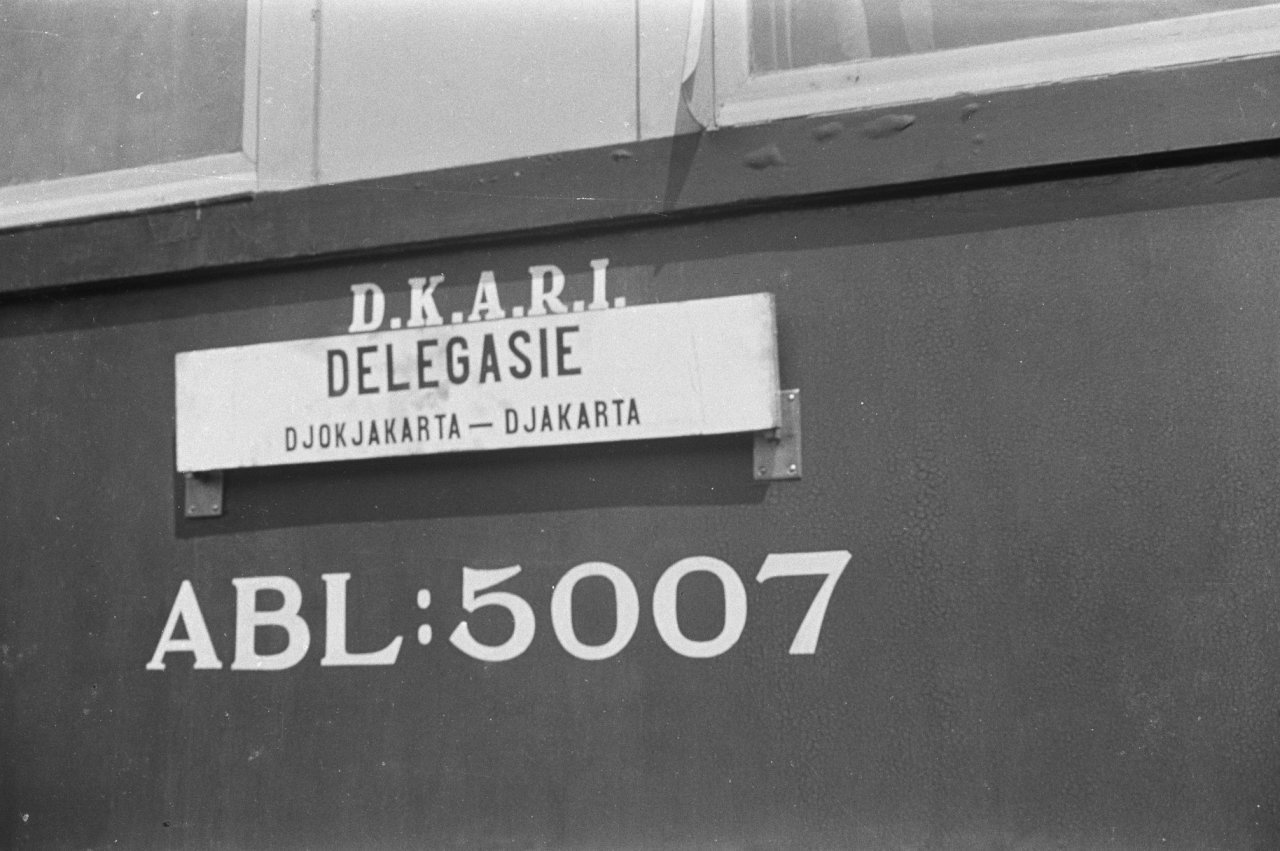 D.K.A.R.I.
DELEGASIE
DJOKJAKARTA — DJAKARTA
ABL:5007